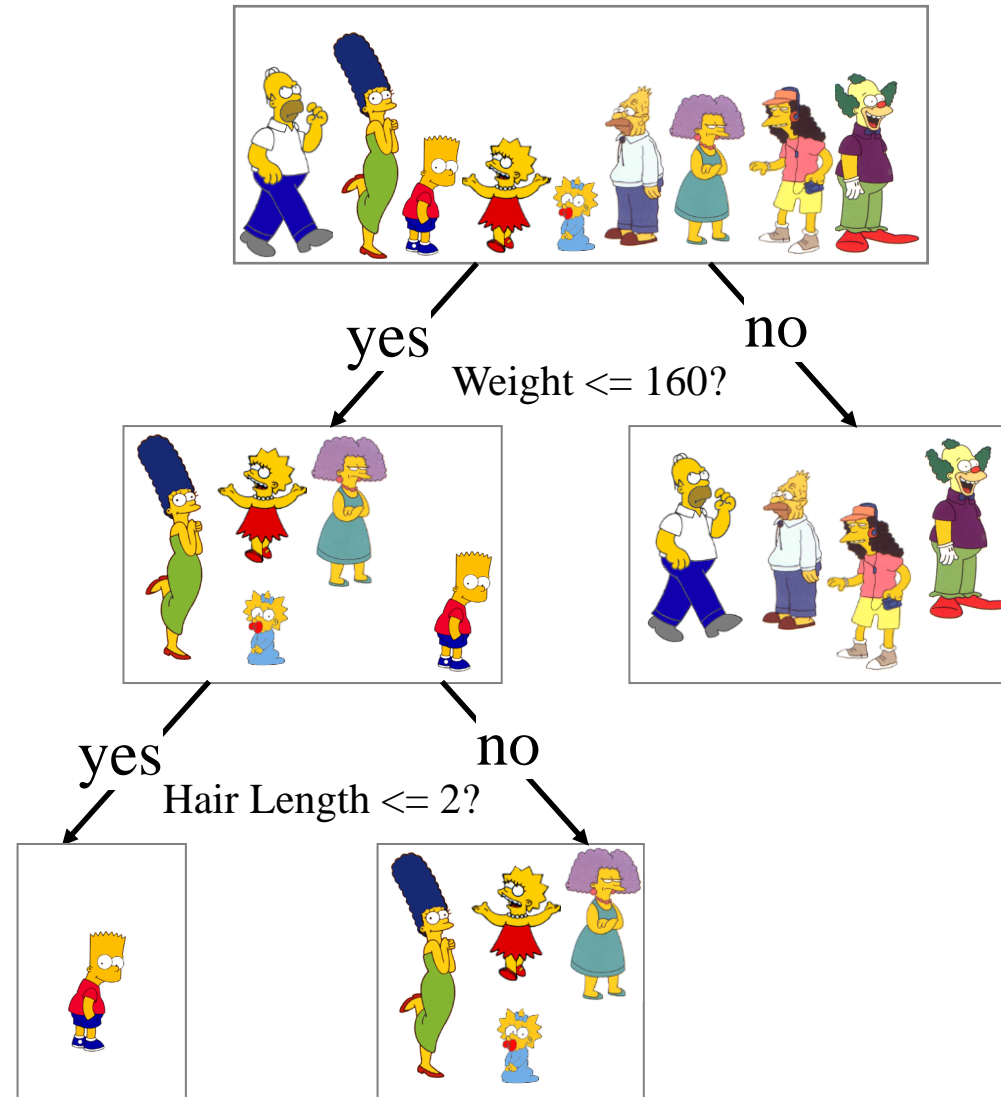 yes
no
Weight <= 160?
yes
no
Hair Length <= 2?